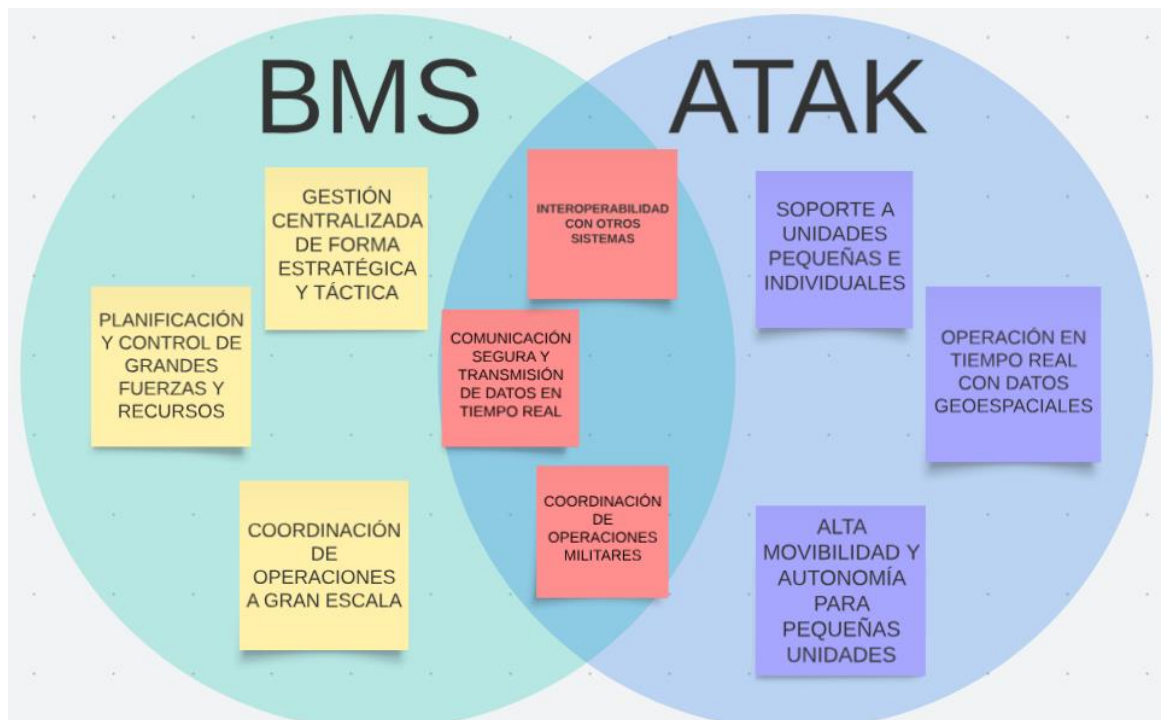 BMS
ATAK
GESTIÓN
CENTRALIZADA
DE FORMA
ESTRATÉGICA
Y TÁCTICA
PLANIFICACIÓN
Y CONTROL DE
GRANDES
FUERZAS Y
RECURSOS
COORDINACIÓN
DE
OPERACIONES
A GRAN ESCALA
INTEROPERABILIDAD
CON OTROS
SISTEMAS
COMUNICACIÓN
SEGURA Y
TRANSMISIÓN
DE DATOS EN
TIEMPO REAL
COORDINACIÓN
DE
OPERACIONES
MILITARES
SOPORTE A
UNIDADES
PEQUEÑAS E
INDIVIDUALES
OPERACIÓN EN
TIEMPO REAL
CON DATOS
GEOESPACIALES
ALTA
MOVIBILIDAD Y
AUTONOMÍA
PARA
PEQUEÑAS
UNIDADES